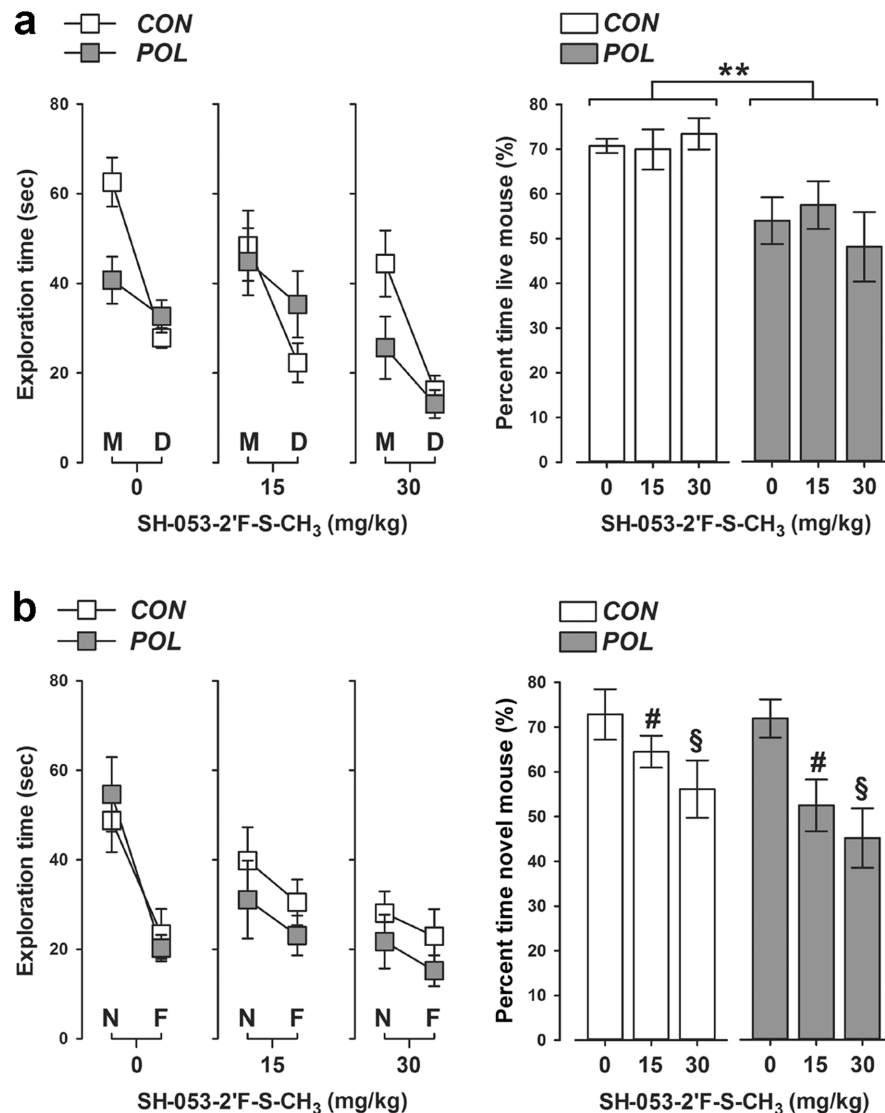 a
CON
POL
Exploration time (sec)
80
60
40
20
0
M D M D M D
0 15 30
SH-053-2'F-S-CH₃ (mg/kg)
CON
POL
**
Percent time live mouse (%)
80
70
60
50
40
30
20
10
0
0 15 30 0 15 30
SH-053-2'F-S-CH₃ (mg/kg)
b
CON
POL
Exploration time (sec)
80
60
40
20
0
N F N F N F
0 15 30
SH-053-2'F-S-CH₃ (mg/kg)
CON
POL
Percent time novel mouse (%)
80
70
60
50
40
30
20
10
0
# § # §
0 15 30 0 15 30
SH-053-2'F-S-CH₃ (mg/kg)